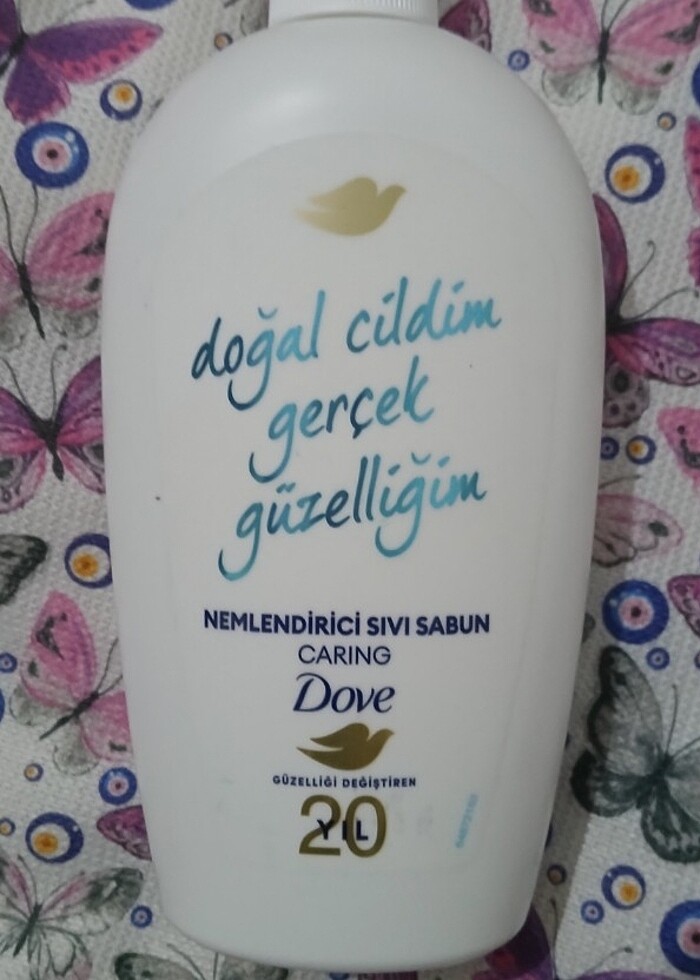 doğal cildim
gerçek
güzelliğim
NEMLENDİRİCİ SIVI SABUN
CARING
Dove
GÜZELLİĞİ DEĞİŞTİREN
20
YIL